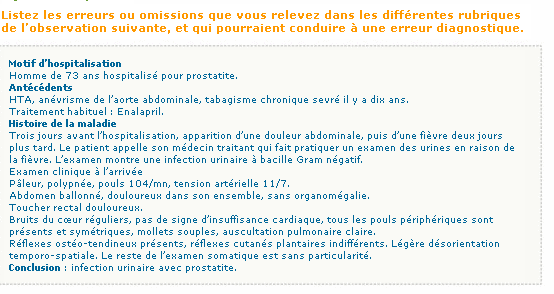 Listez les erreurs ou omissions que vous relevez dans les différentes rubriques
de l'observation suivante, et qui pourraient conduire à une erreur diagnostique.
Motif d'hospitalisation
Homme de 73 ans hospitalisé pour prostatite.
Antécédents
HTA, anévrisme de l'aorte abdominale, tabagisme chronique sevré il y a dix ans.
Traitement habituel : Enalapril.
Histoire de la maladie
Trois jours avant l'hospitalisation, apparition d'une douleur abdominale, puis d'une fièvre deux jours
plus tard. Le patient appelle son médecin traitant qui fait pratiquer un examen des urines en raison de
la fièvre. L'examen montre une infection urinaire à bacille Gram négatif.
Examen clinique à l'arrivée
Pâleur, polypnée, pouls 104/mn, tension artérielle 11/7.
Abdomen ballonné, douloureux dans son ensemble, sans organomégalie.
Toucher rectal douloureux.
Bruits du cœur réguliers, pas de signe d'insuffisance cardiaque, tous les pouls périphériques sont
présents et symétriques, mollets souples, auscultation pulmonaire claire.
Réflexes ostéo-tendineux présents, réflexes cutanés plantaires indifférents. Légère désorientation
temporo-spatiale. Le reste de l'examen somatique est sans particularité.
Conclusion : infection urinaire avec prostatite.